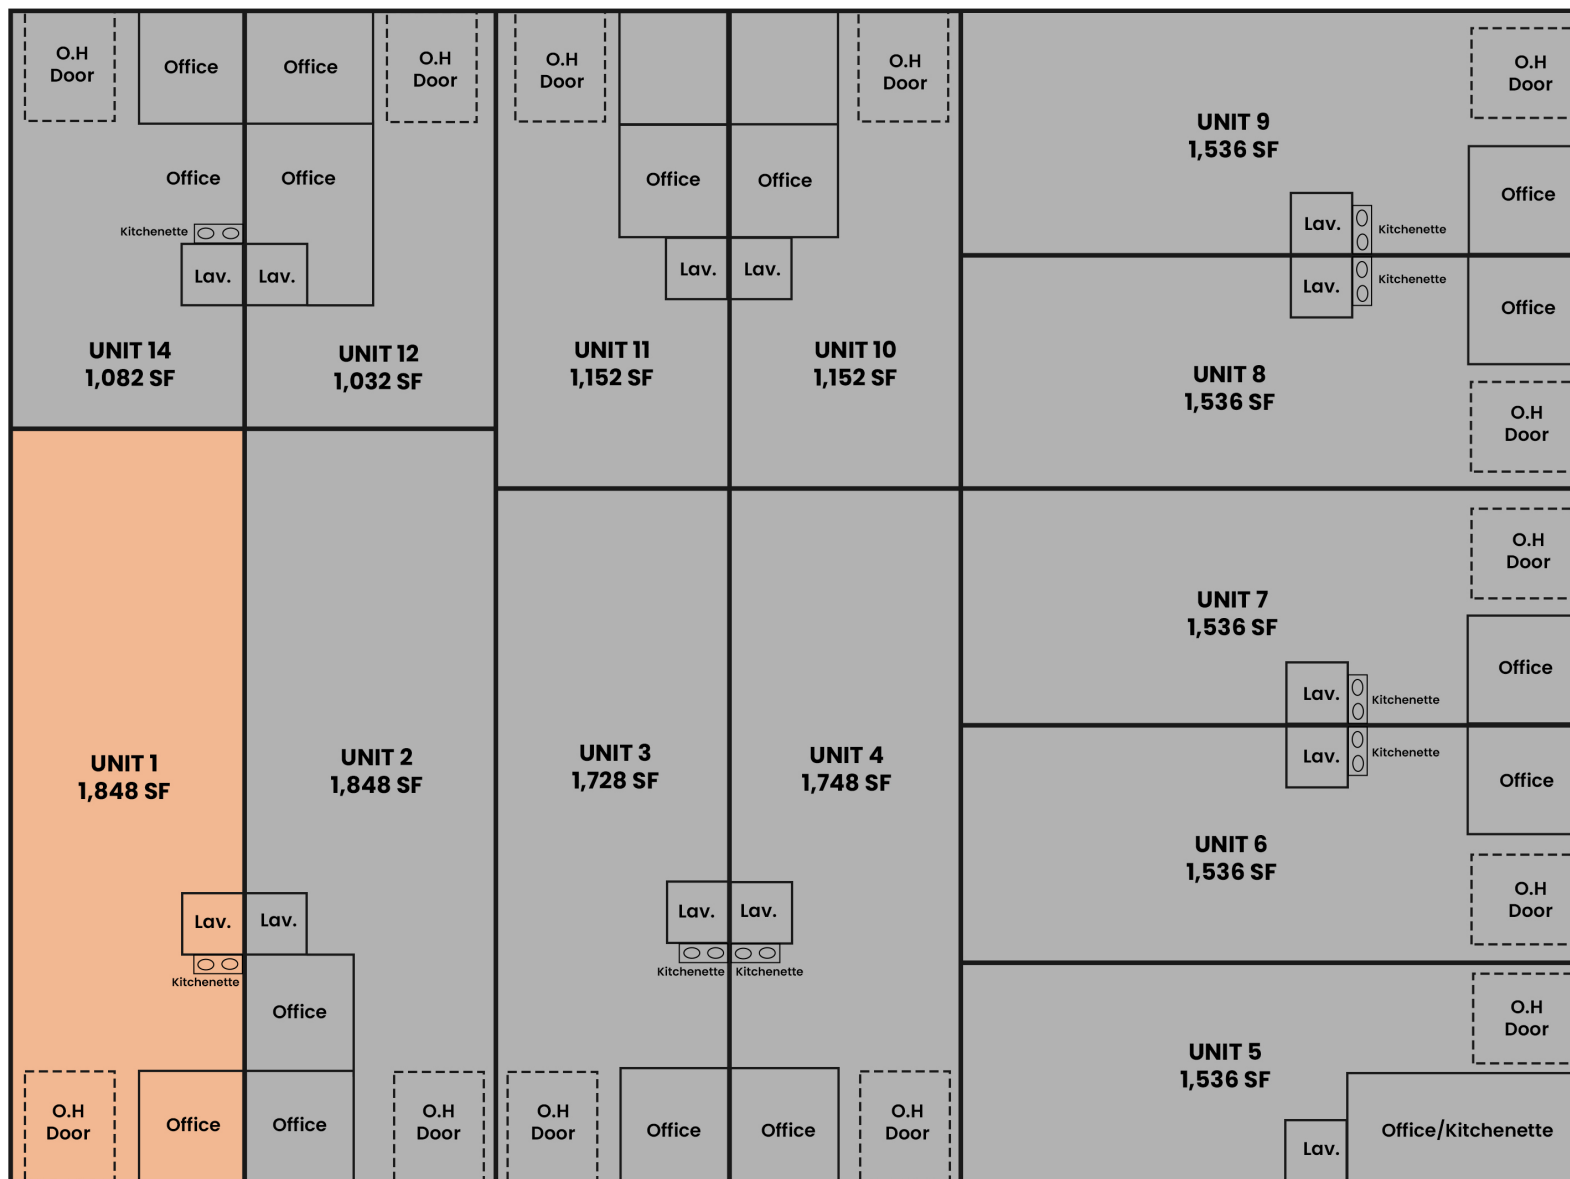 O.H
Door
Office
Office
O.H
Door
Office
Office
Kitchenette
Lav.
Lav.
UNIT 14
1,082 SF
UNIT 12
1,032 SF
O.H
Door
O.H
Door
Office
Office
Lav.
Lav.
UNIT 11
1,152 SF
UNIT 10
1,152 SF
UNIT 9
1,536 SF
O.H
Door
Office
Lav.
Kitchenette
Lav.
Kitchenette
Office
UNIT 8
1,536 SF
O.H
Door
UNIT 1
1,848 SF
Lav.
Kitchenette
O.H
Door
Office
UNIT 2
1,848 SF
Lav.
Office
Office
O.H
Door
UNIT 3
1,728 SF
Lav.
Kitchenette
O.H
Door
Office
UNIT 4
1,748 SF
Lav.
Kitchenette
Office
O.H
Door
O.H
Door
UNIT 7
1,536 SF
Office
Lav.
Kitchenette
Lav.
Kitchenette
Office
UNIT 6
1,536 SF
O.H
Door
O.H
Door
UNIT 5
1,536 SF
Office/Kitchenette
Lav.